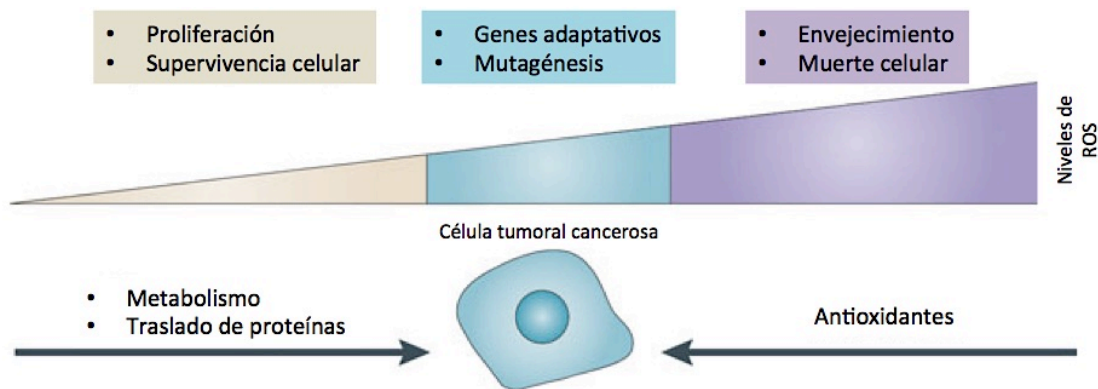 • Proliferación
• Supervivencia celular
• Genes adaptativos
• Mutagénesis
• Envejecimiento
• Muerte celular
Niveles de
ROS
Célula tumoral cancerosa
• Metabolismo
• Traslado de proteínas
Antioxidantes